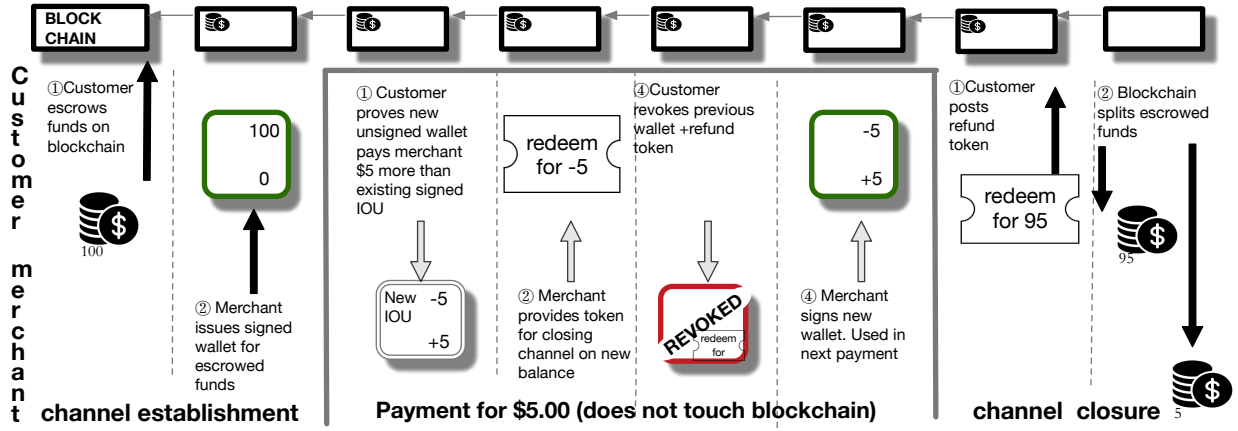 BLOCK
CHAIN
Customer
merchant
①Customer
escrows
funds on
blockchain
100
100
0
② Merchant
issues signed
wallet for
escrowed
funds
channel establishment
① Customer
proves new
unsigned wallet
pays merchant
$5 more than
existing signed
IOU
New -5
IOU
+5
redeem
for -5
② Merchant
provides token
for closing
channel on new
balance
④Customer
revokes previous
wallet +refund
token
REVOKED
redeem
for
-5
+5
④ Merchant
signs new
wallet. Used in
next payment
Payment for $5.00 (does not touch blockchain)
①Customer
posts
refund
token
redeem
for 95
② Blockchain
splits escrowed
funds
95
5
channel closure